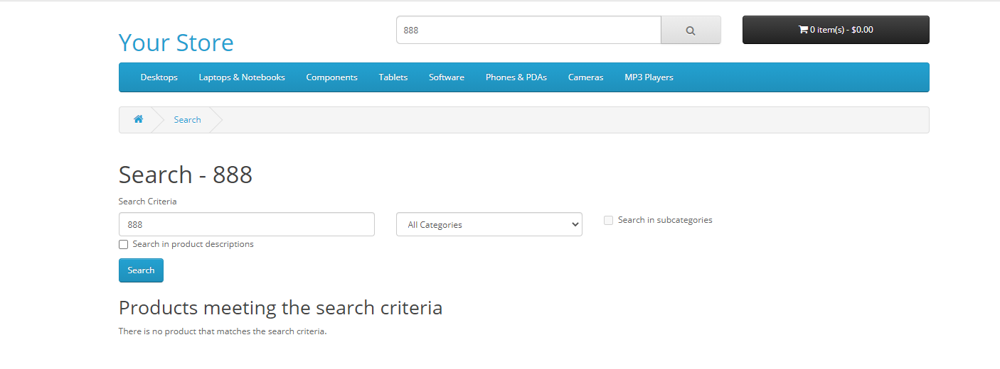 888
0 item(s) - $0.00
Your Store
Desktops Laptops & Notebooks Components Tablets Software Phones & PDAs Cameras MP3 Players
Search
Search - 888
Search Criteria
888 All Categories Search in subcategories
Search in product descriptions
Search
Products meeting the search criteria
There is no product that matches the search criteria.